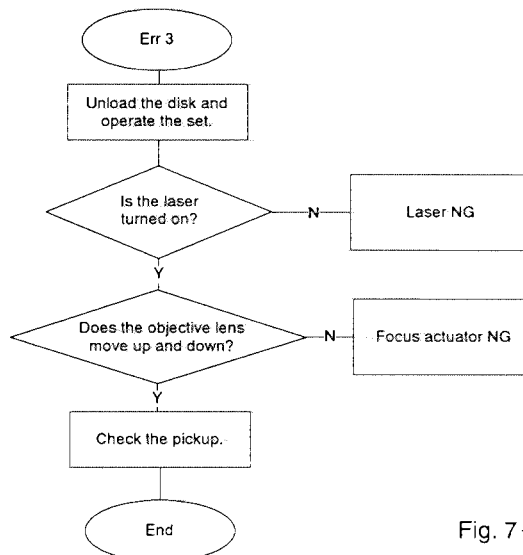 Err 3
Unload the disk and
operate the set.
Is the laser
turned on?
N
Laser NG
Y
Does the objective lens
move up and down?
N
Focus actuator NG
Y
Check the pickup.
End
Fig. 7-